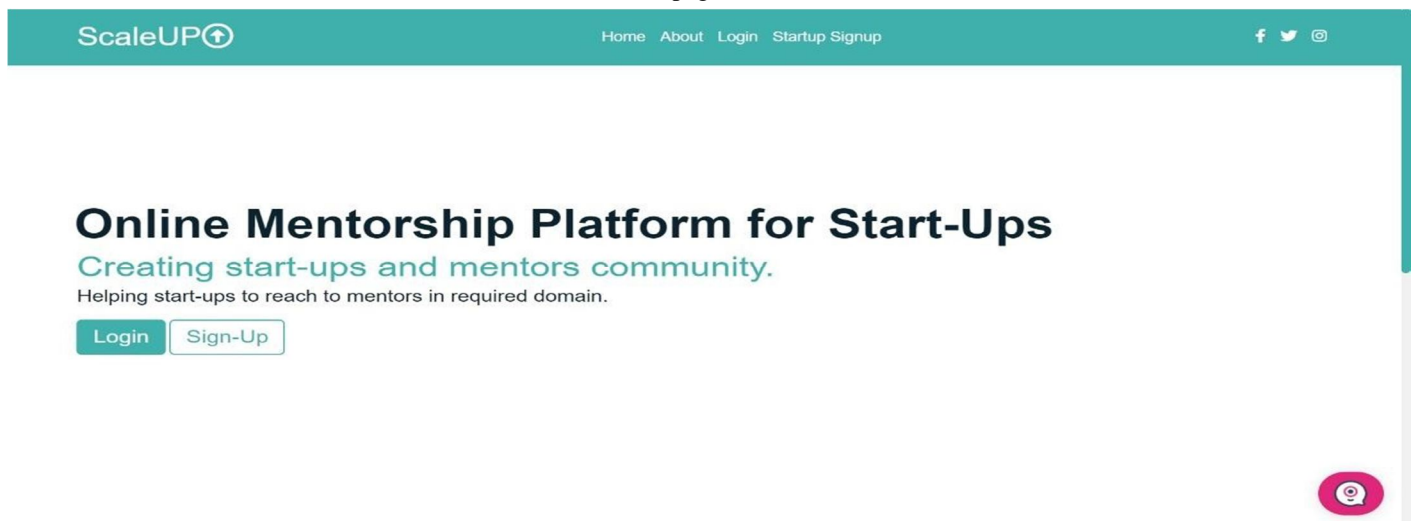 ScaleUP
Home About Login Startup Signup
Online Mentorship Platform for Start-Ups
Creating start-ups and mentors community.
Helping start-ups to reach to mentors in required domain.
Login Sign-Up